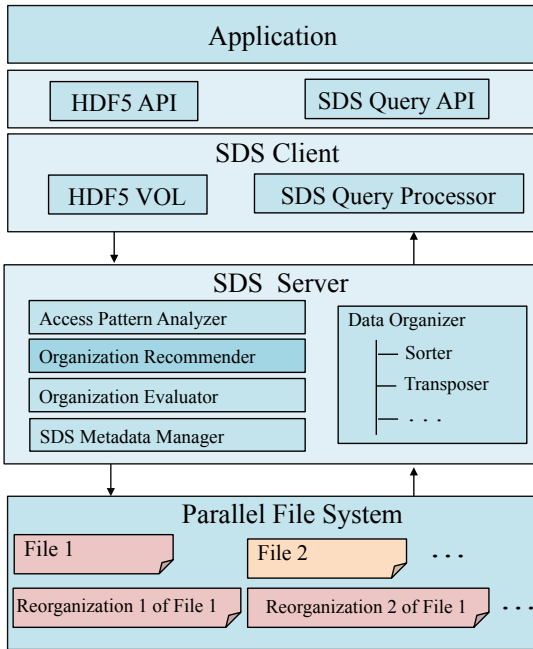 Application
HDF5 API
SDS Query API
SDS Client
HDF5 VOL
SDS Query Processor
SDS Server
Access Pattern Analyzer
Organization Recommender
Organization Evaluator
SDS Metadata Manager
Data Organizer
Sorter
Transposer
. . .
Parallel File System
File 1
File 2
...
Reorganization 1 of File 1
Reorganization 2 of File 1
...